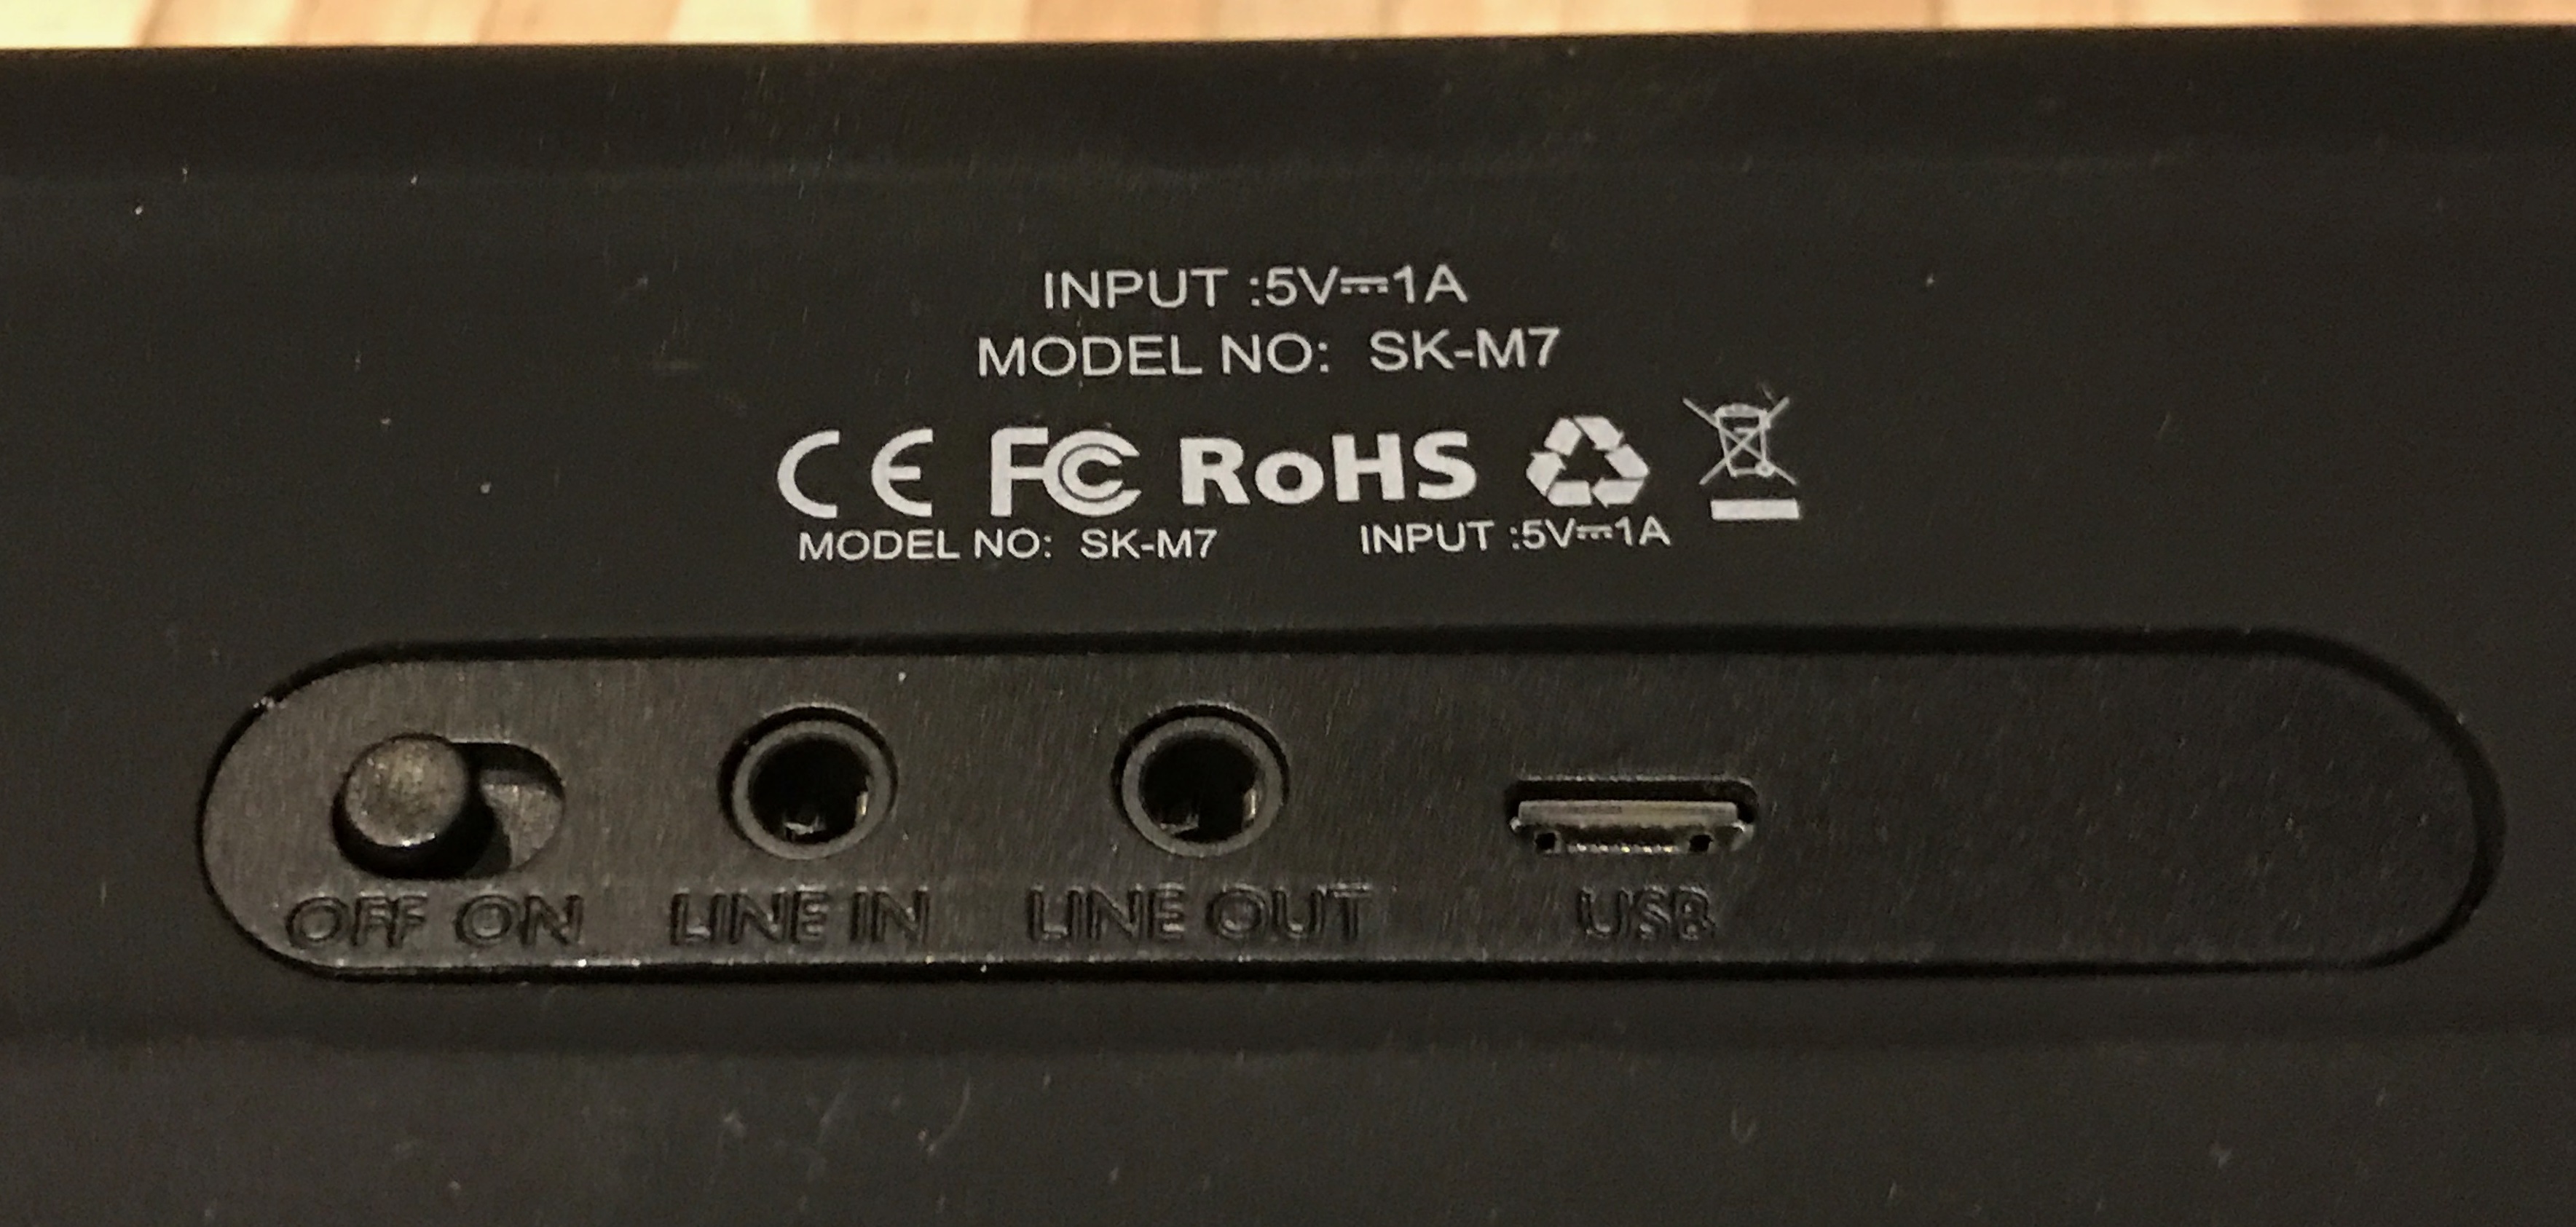 INPUT :5V⎓1A
MODEL NO: SK-M7
CE FC RoHS
MODEL NO: SK-M7 INPUT :5V⎓1A
OFF ON LINE IN LINE OUT USB